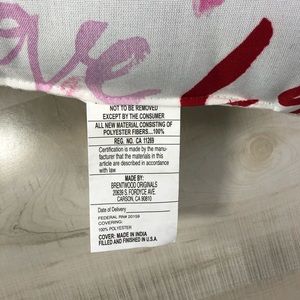 ove
NOT TO BE REMOVED
EXCEPT BY THE CONSUMER
ALL NEW MATERIAL CONSISTING OF
POLYESTER FIBERS...100%
REG. NO. CA 11269
Certification is made by the manu-
facturer that the materials in this
article are described in accordance
with law
MADE BY:
BRENTWOOD ORIGINALS
20639 S. FORDYCE AVE.
CARSON, CA 90810
Date of Delivery
FEDERAL RN# 20159
COVERING:
100% POLYESTER
COVER: MADE IN INDIA
FILLED AND FINISHED IN U.S.A.